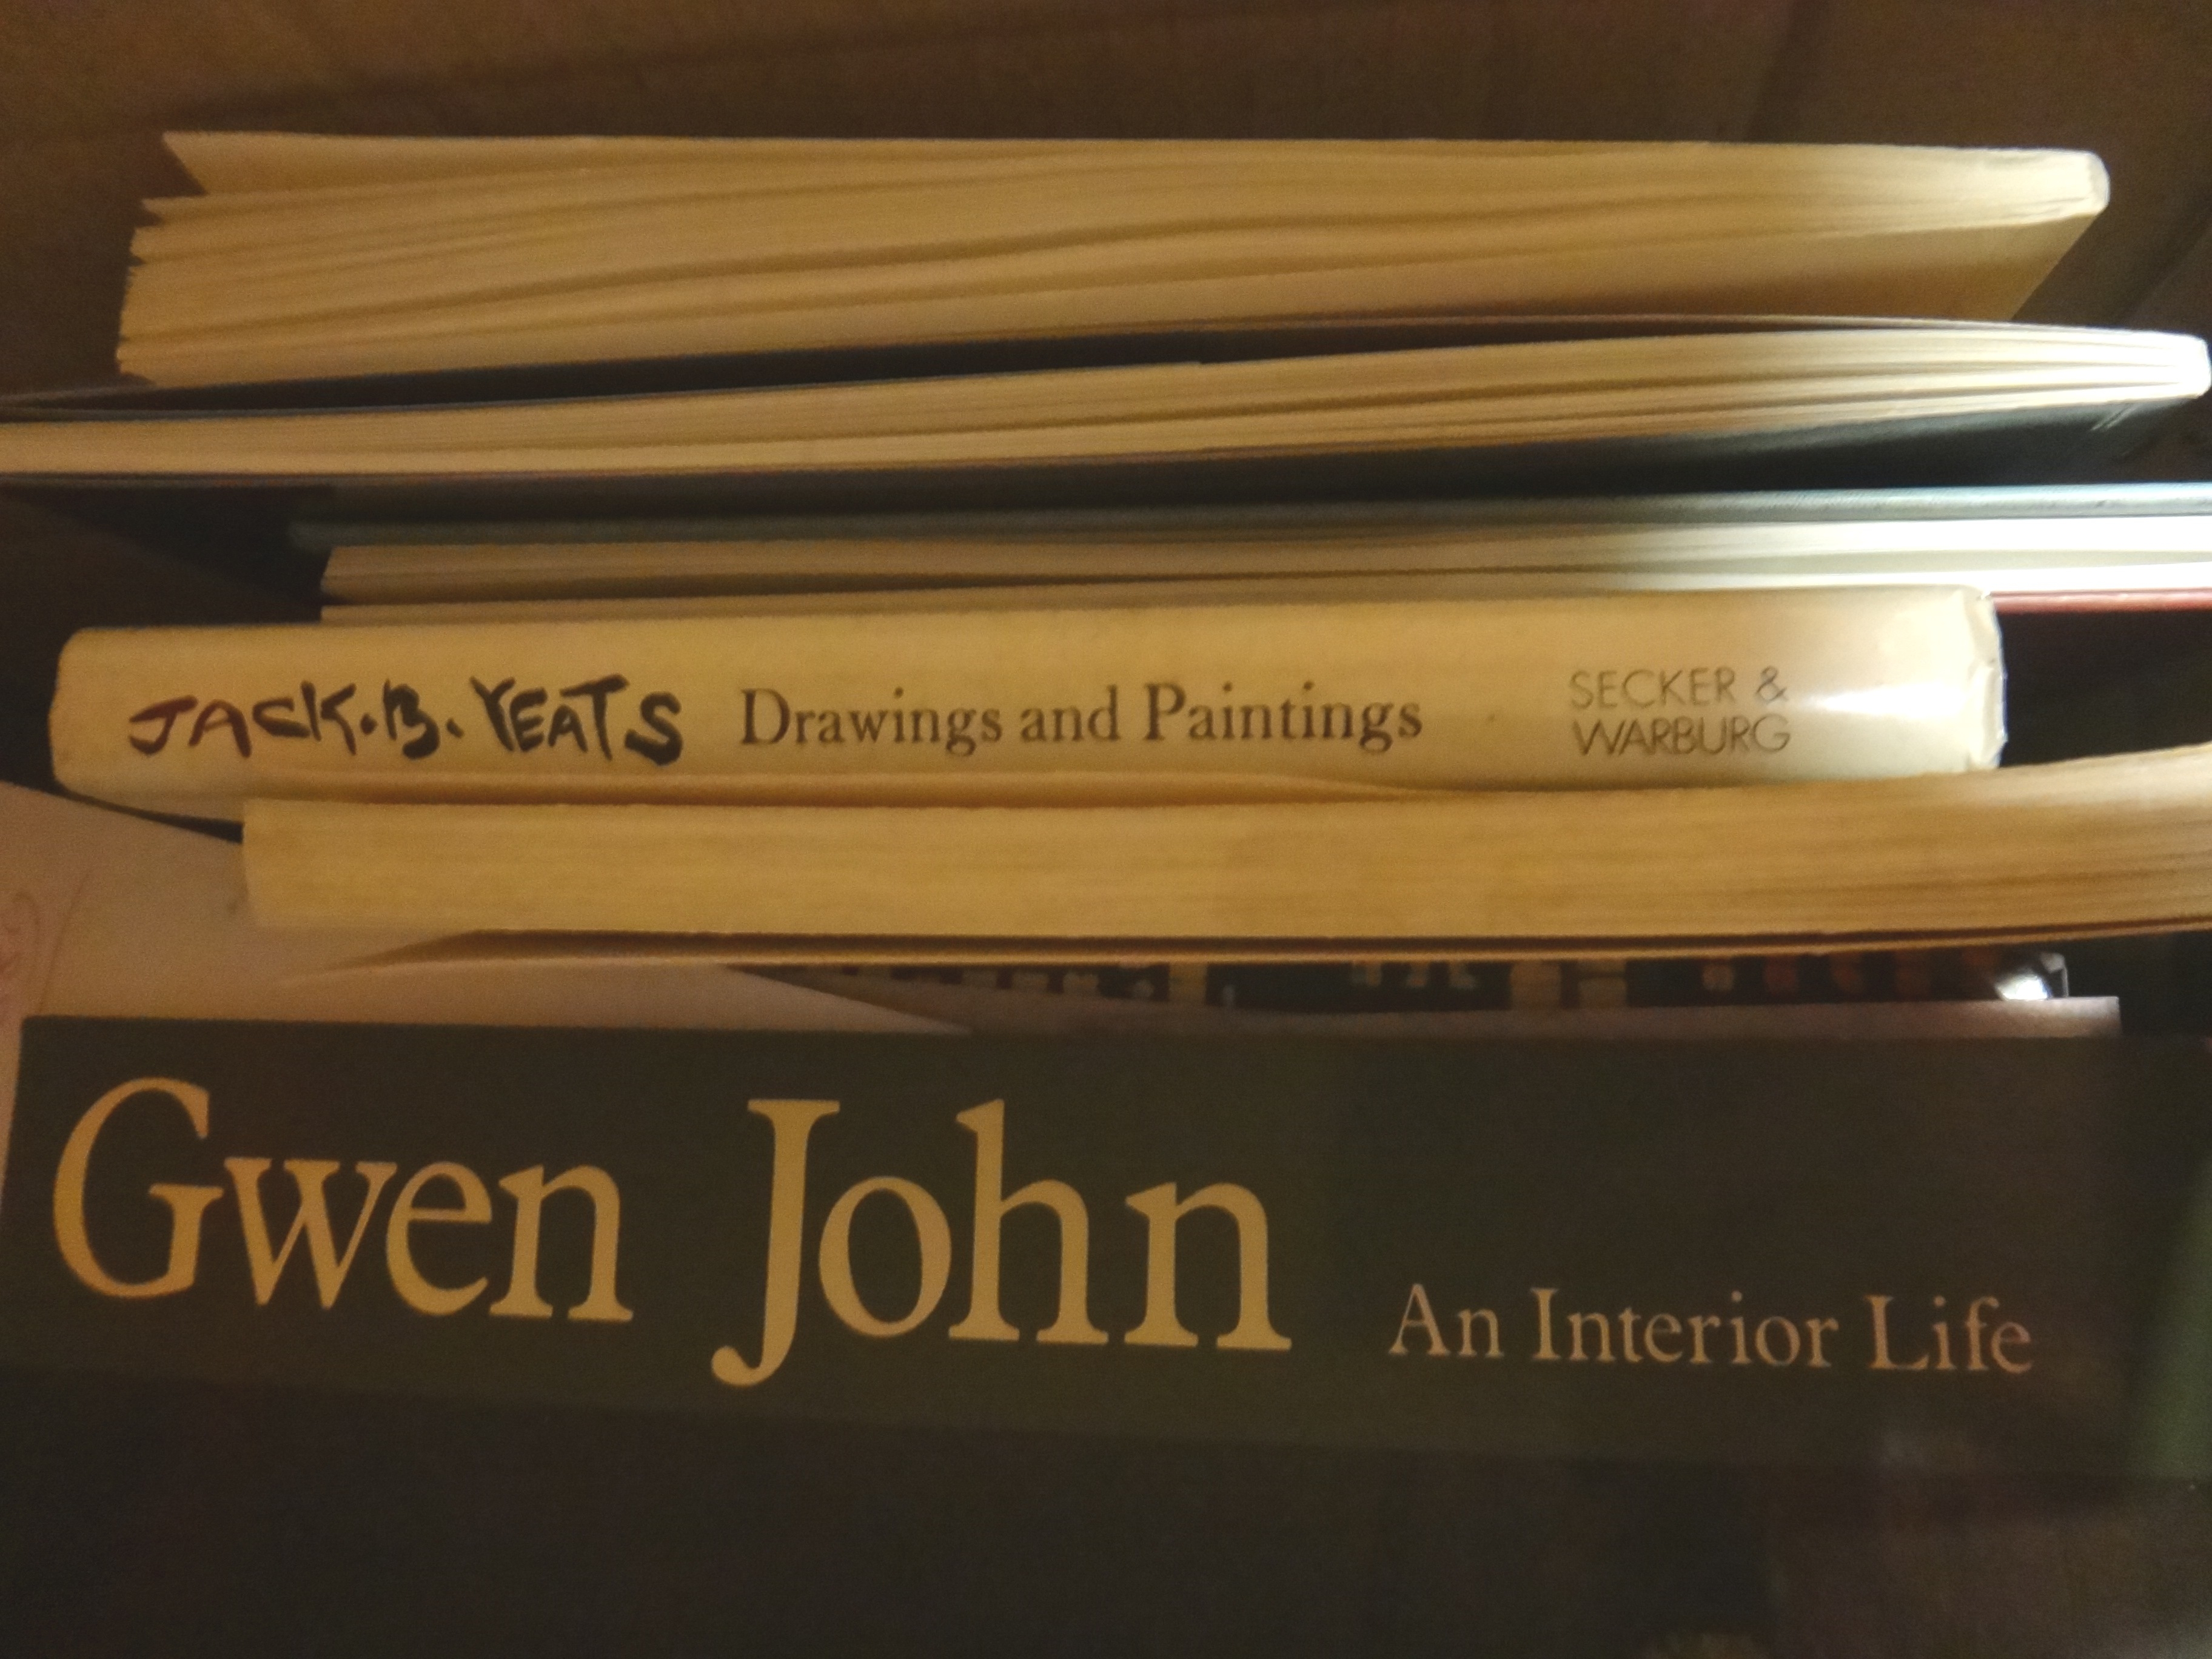 JACK.B.YEATS Drawings and Paintings
SECKER &
WARBURG
Gwen John An Interior Life